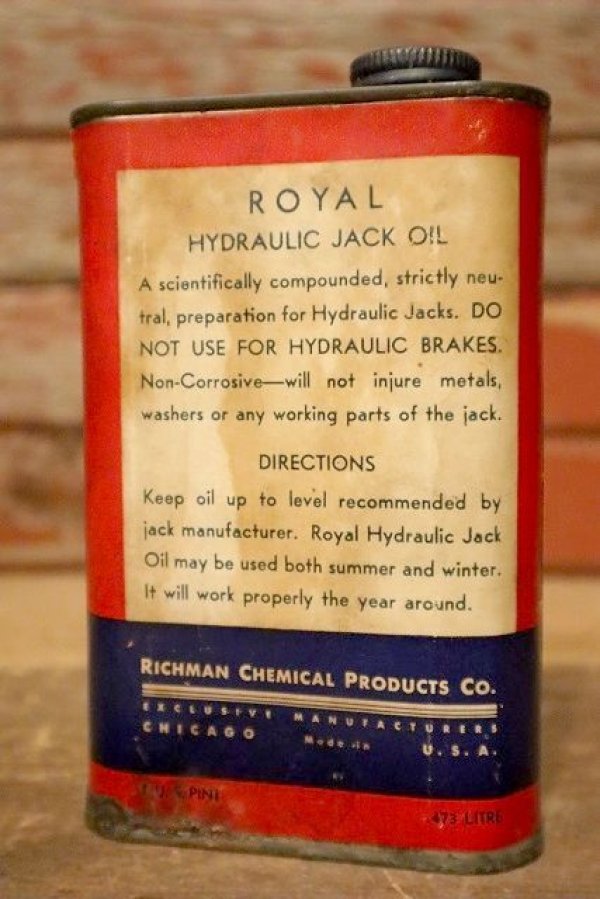 ROYAL
HYDRAULIC JACK OIL
A scientifically compounded, strictly neu-
tral, preparation for Hydraulic Jacks. DO
NOT USE FOR HYDRAULIC BRAKES.
Non-Corrosive—will not injure metals,
washers or any working parts of the jack.
DIRECTIONS
Keep oil up to level recommended by
jack manufacturer. Royal Hydraulic Jack
Oil may be used both summer and winter.
It will work properly the year around.
RICHMAN CHEMICAL PRODUCTS CO.
EXCLUSIVE MANUFACTURERS
CHICAGO Made in U.S.A.
1 U.S. PINT .473 LITRE